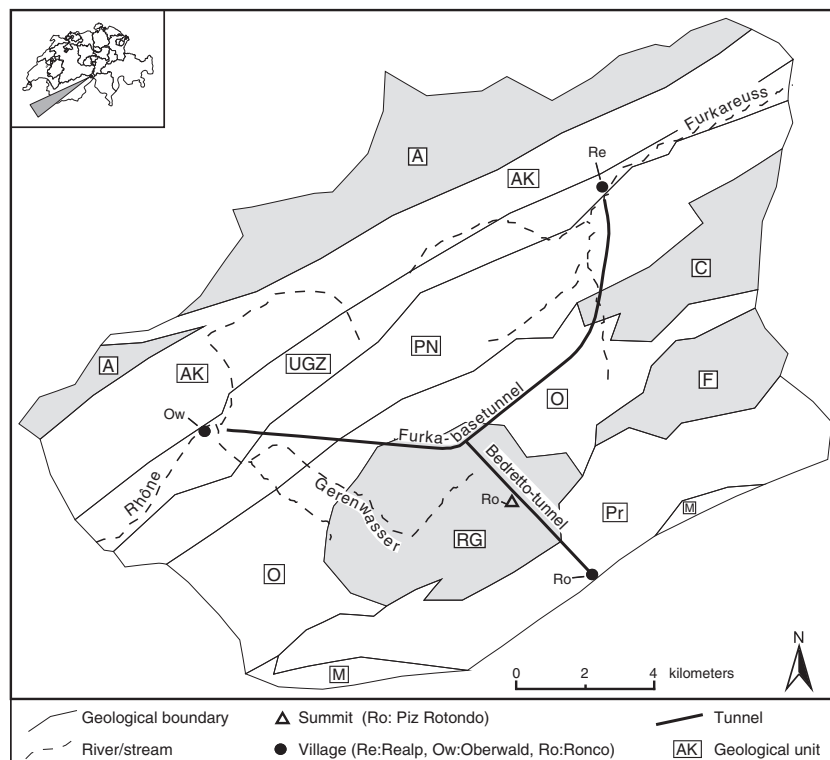 A
Furkareuss
Re
AK
C
A
AK
UGZ
PN
F
Ow
O
Furka-basetunnel
Rhône
Gerenwasser
Bedretto-tunnel
Ro
Pr
M
RG
O
Ro
M
N
0 2 4 kilometers
Geological boundary
Summit (Ro: Piz Rotondo)
Tunnel
River/stream
Village (Re:Realp, Ow:Oberwald, Ro:Ronco)
AK Geological unit